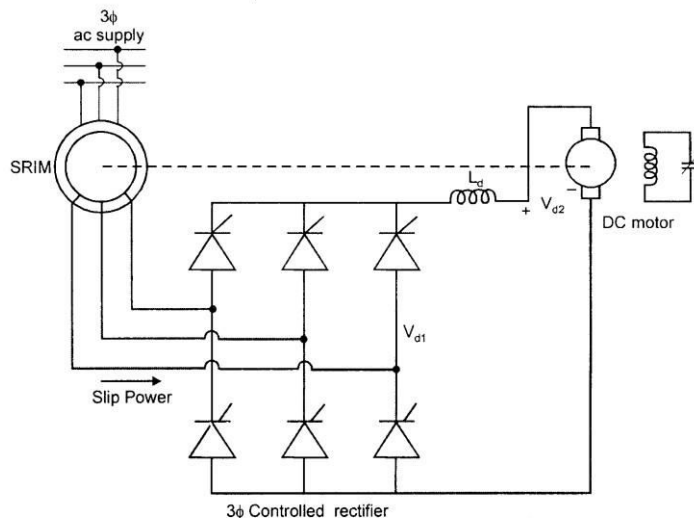 3ϕ
ac supply
SRIM
L_d
+
V_d2
−
DC motor
V_d1
Slip Power
3ϕ Controlled rectifier